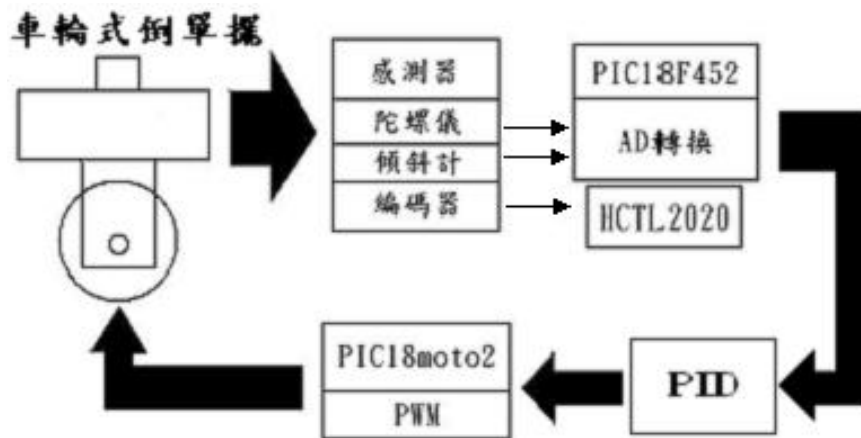 車輪式倒單擺
感測器
陀螺儀
傾斜計
編碼器
PIC18F452
AD轉換
HCTL2020
PIC18moto2
PWM
PID